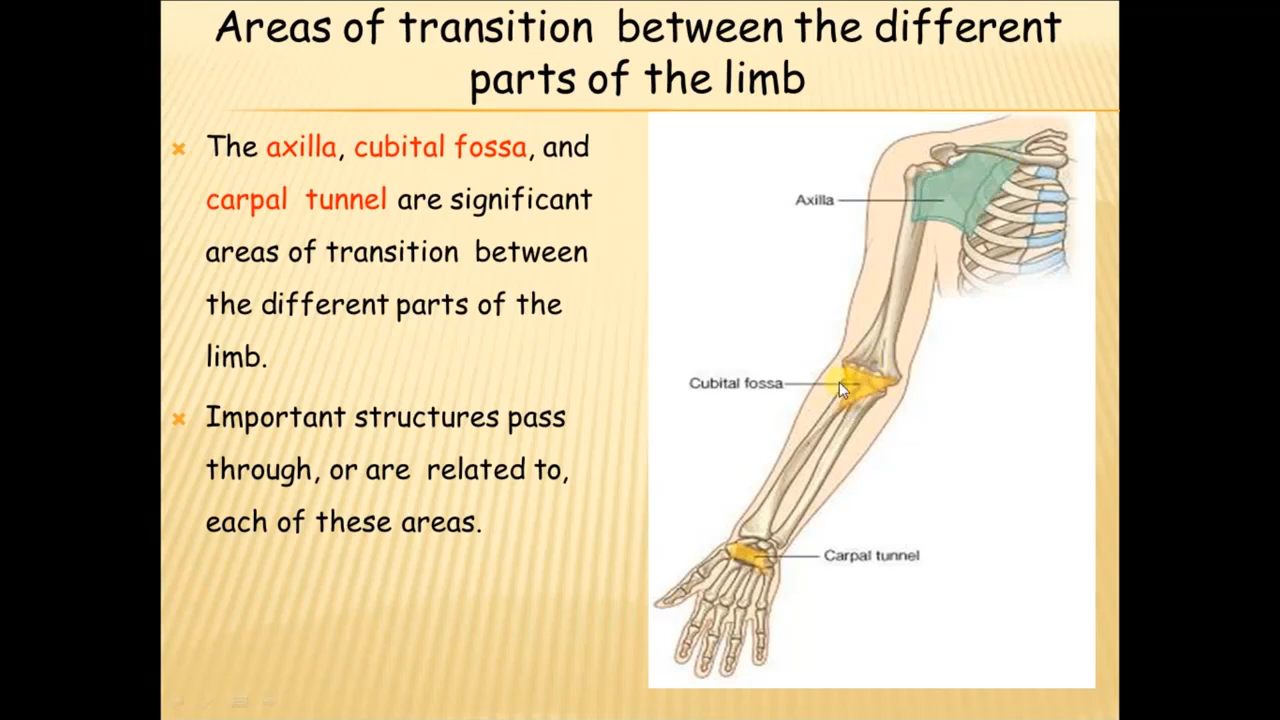 Areas of transition between the different
parts of the limb
The axilla, cubital fossa, and
carpal tunnel are significant
areas of transition between
the different parts of the
limb.
Important structures pass
through, or are related to,
each of these areas.
Axilla
Cubital fossa
Carpal tunnel